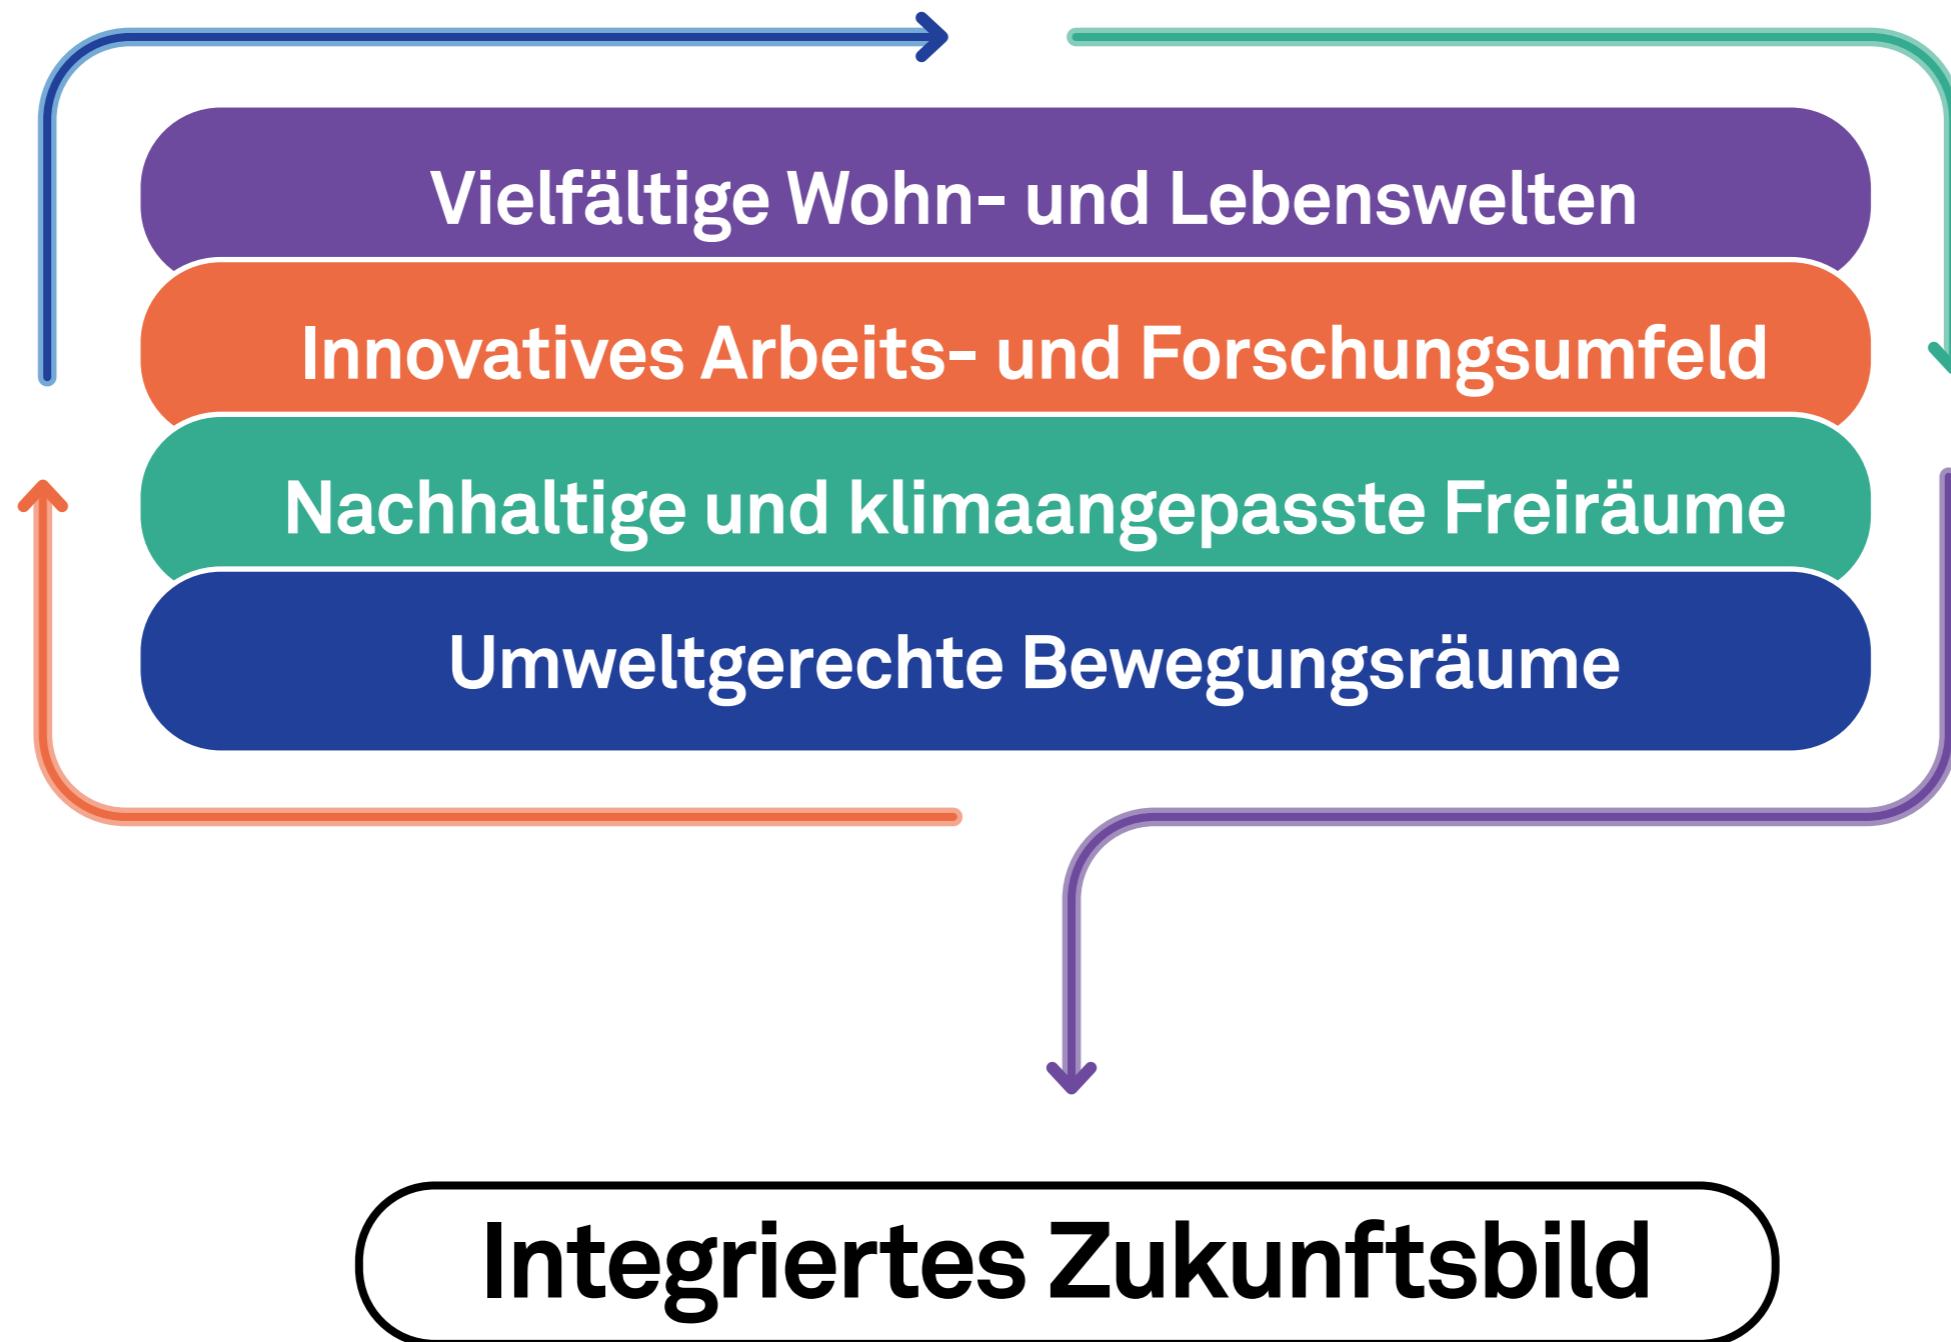 Vielfältige Wohn- und Lebenswelten
Innovatives Arbeits- und Forschungsumfeld
Nachhaltige und klimaangepasste Freiräume
Umweltgerechte Bewegungsräume
Integriertes Zukunftsbild